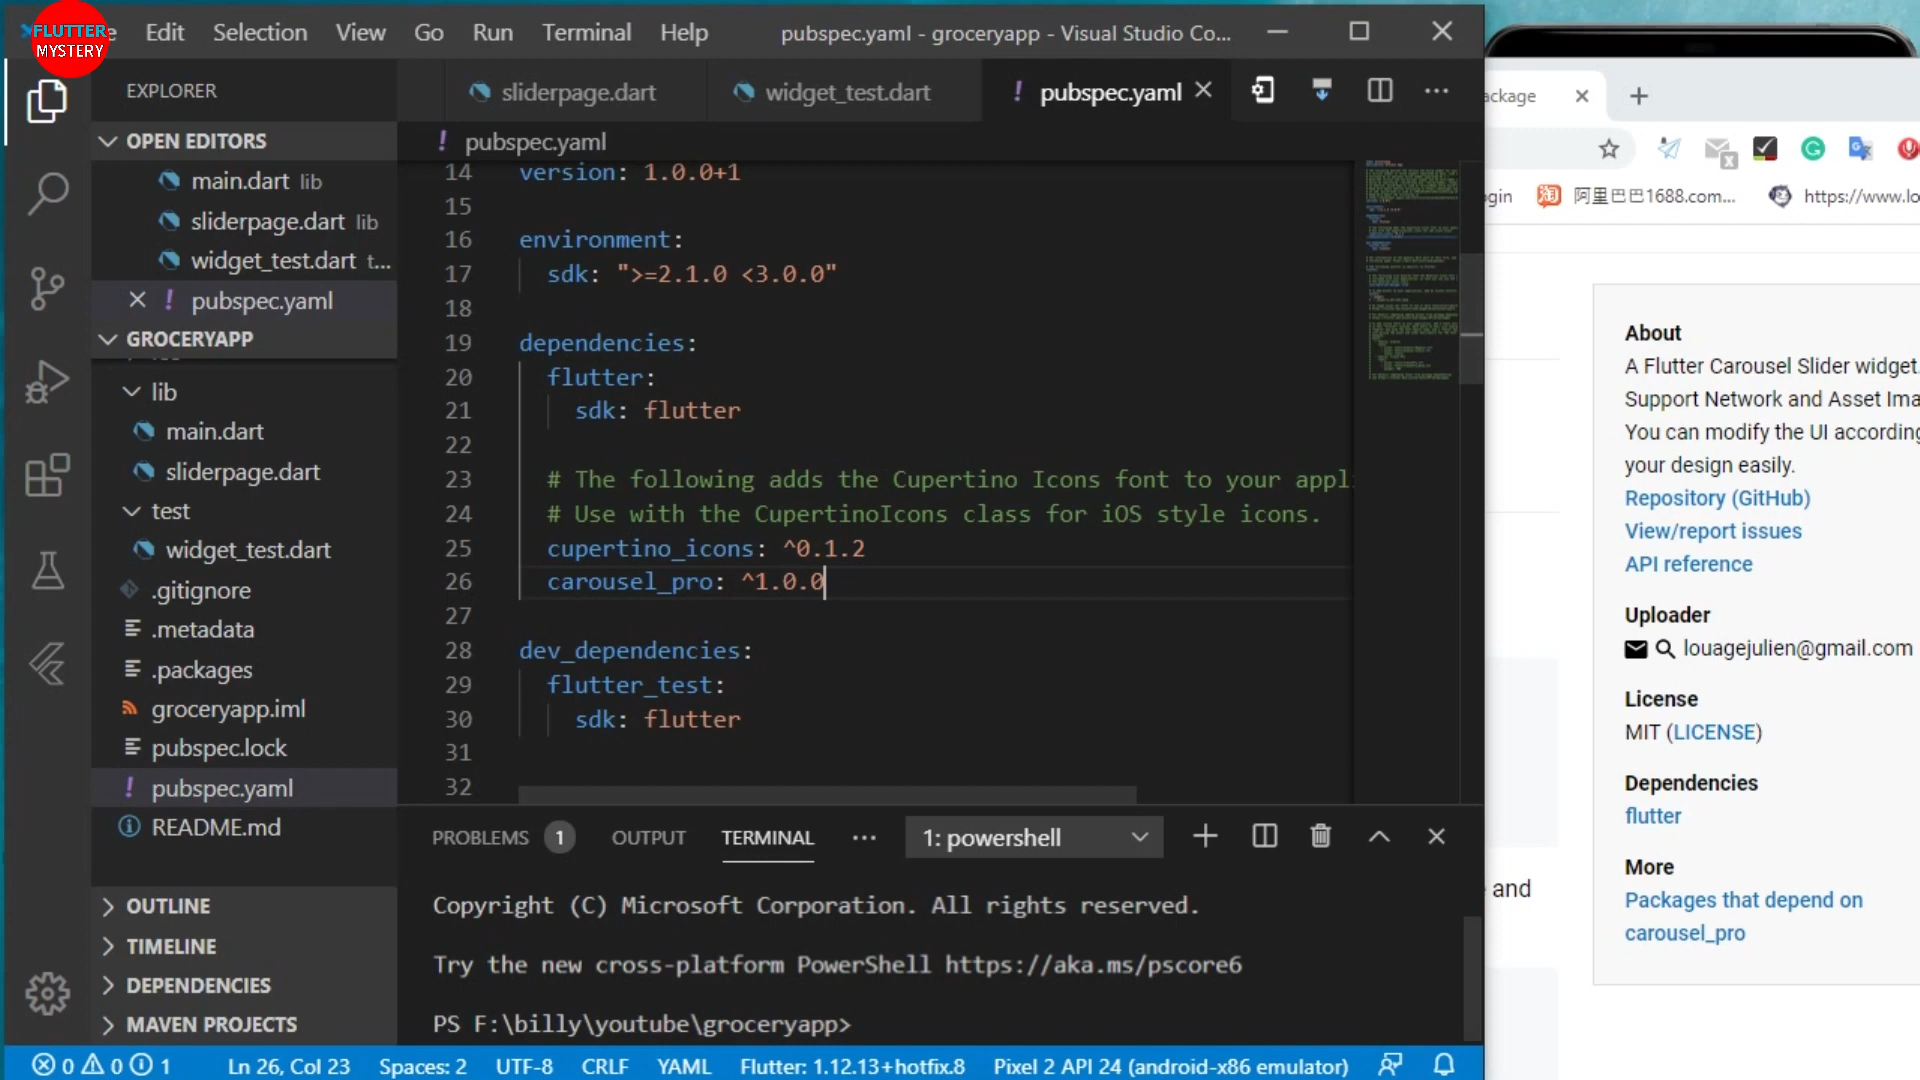 FLUTTER
MYSTERY
Edit Selection View Go Run Terminal Help
pubspec.yaml - groceryapp - Visual Studio Co...
EXPLORER
sliderpage.dart
widget_test.dart
! pubspec.yaml
OPEN EDITORS
main.dart lib
sliderpage.dart lib
widget_test.dart t...
! pubspec.yaml
GROCERYAPP
lib
main.dart
sliderpage.dart
test
widget_test.dart
.gitignore
.metadata
.packages
groceryapp.iml
pubspec.lock
! pubspec.yaml
README.md
OUTLINE
TIMELINE
DEPENDENCIES
MAVEN PROJECTS
! pubspec.yaml
14 version: 1.0.0+1
15
16 environment:
17 sdk: ">=2.1.0 <3.0.0"
18
19 dependencies:
20 flutter:
21 sdk: flutter
22
23 # The following adds the Cupertino Icons font to your appl
24 # Use with the CupertinoIcons class for iOS style icons.
25 cupertino_icons: ^0.1.2
26 carousel_pro: ^1.0.0
27
28 dev_dependencies:
29 flutter_test:
30 sdk: flutter
31
32
PROBLEMS 1 OUTPUT TERMINAL ... 1: powershell
Copyright (C) Microsoft Corporation. All rights reserved.
Try the new cross-platform PowerShell https://aka.ms/pscore6
PS F:\billy\youtube\groceryapp>
0 0 1 Ln 26, Col 23 Spaces: 2 UTF-8 CRLF YAML Flutter: 1.12.13+hotfix.8 Pixel 2 API 24 (android-x86 emulator)
ackage
gin 阿里巴巴1688.com... https://www.lo
About
A Flutter Carousel Slider widget.
Support Network and Asset Ima
You can modify the UI according
your design easily.
Repository (GitHub)
View/report issues
API reference
Uploader
louagejulien@gmail.com
License
MIT (LICENSE)
Dependencies
flutter
More
Packages that depend on
carousel_pro
and